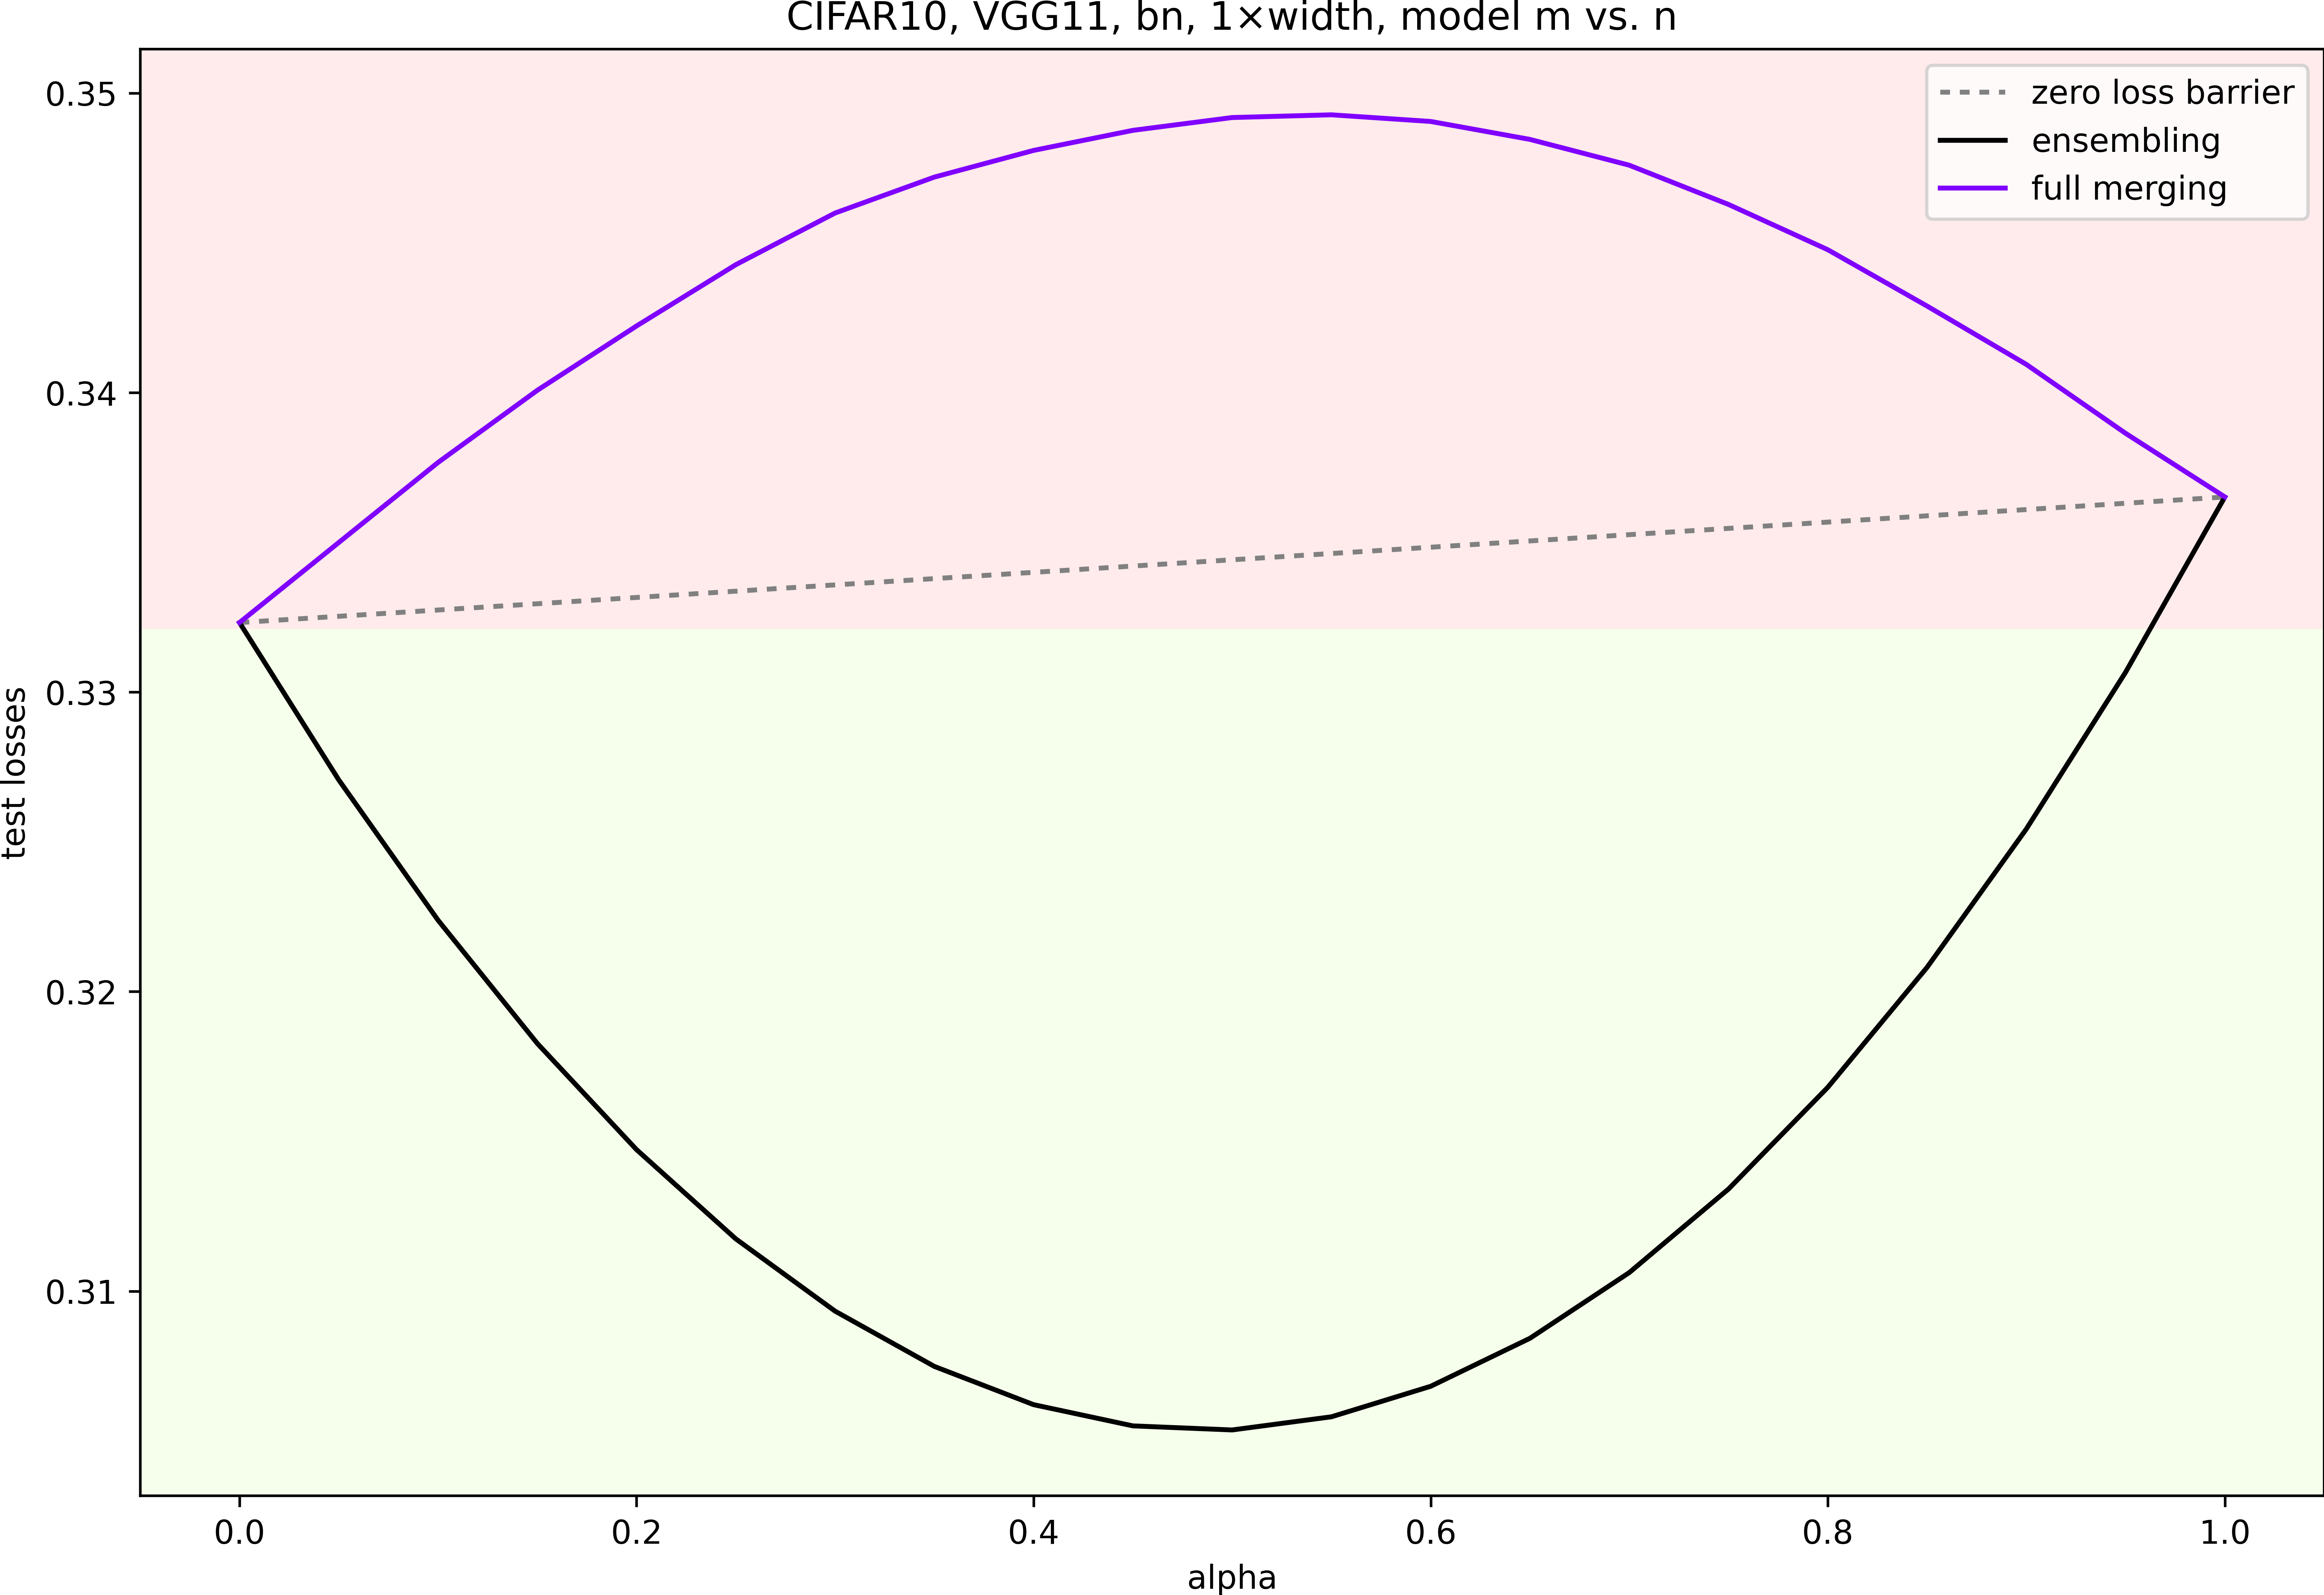 CIFAR10, VGG11, bn, 1×width, model m vs. n
zero loss barrier
ensembling
full merging
0.35
0.34
0.33
0.32
0.31
test losses
0.0 0.2 0.4 0.6 0.8 1.0
alpha